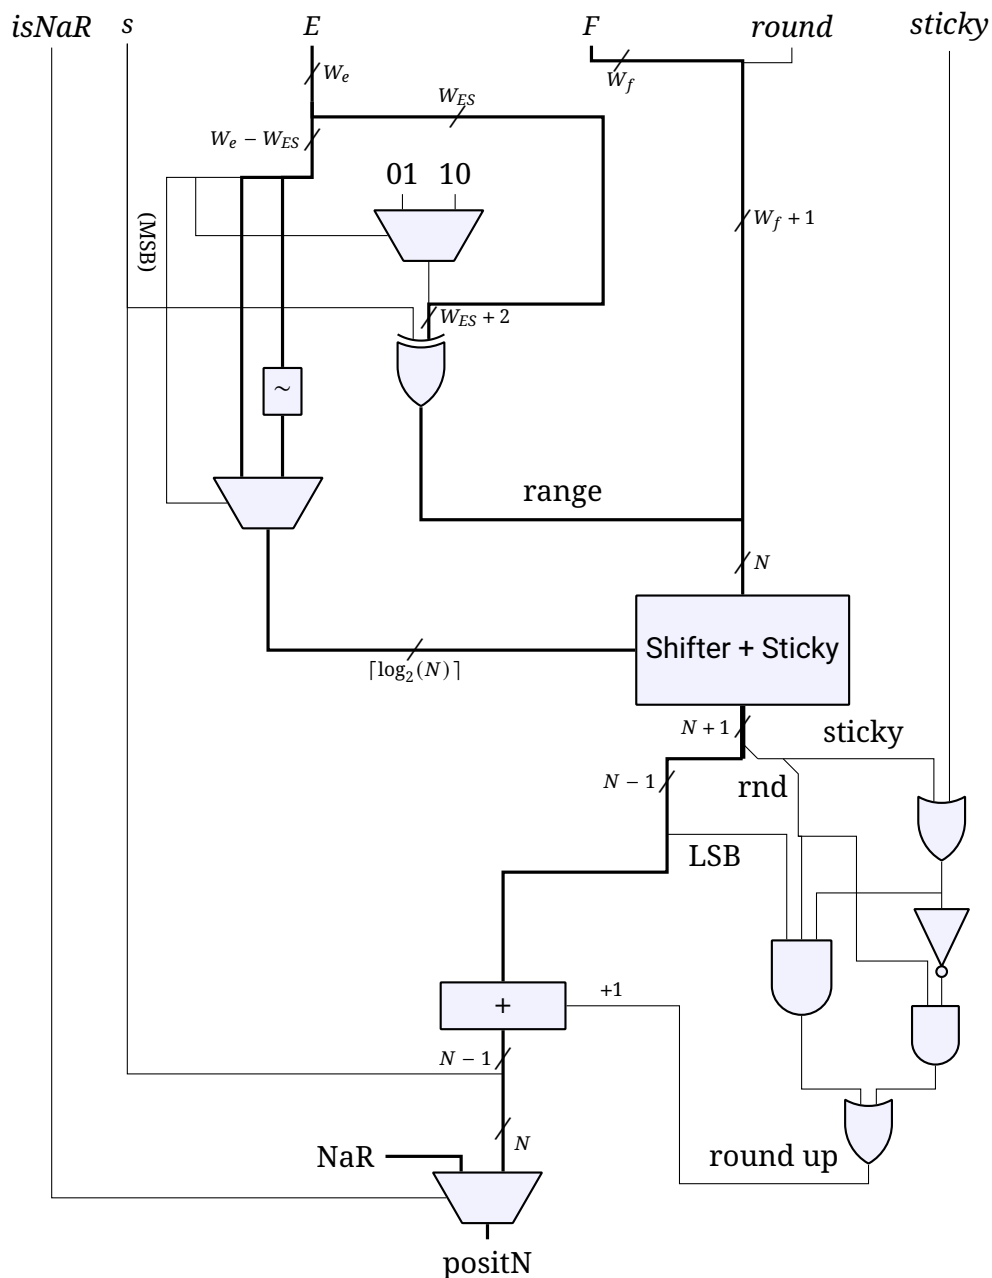 isNaR s E F round sticky
W_e
W_f
W_ES
W_e − W_ES
01 10
(MSB)
W_f + 1
W_ES + 2
~
range
N
Shifter + Sticky
⌈log₂(N)⌉
N + 1
sticky
N − 1
rnd
LSB
+1
+
N − 1
N
NaR
round up
positN